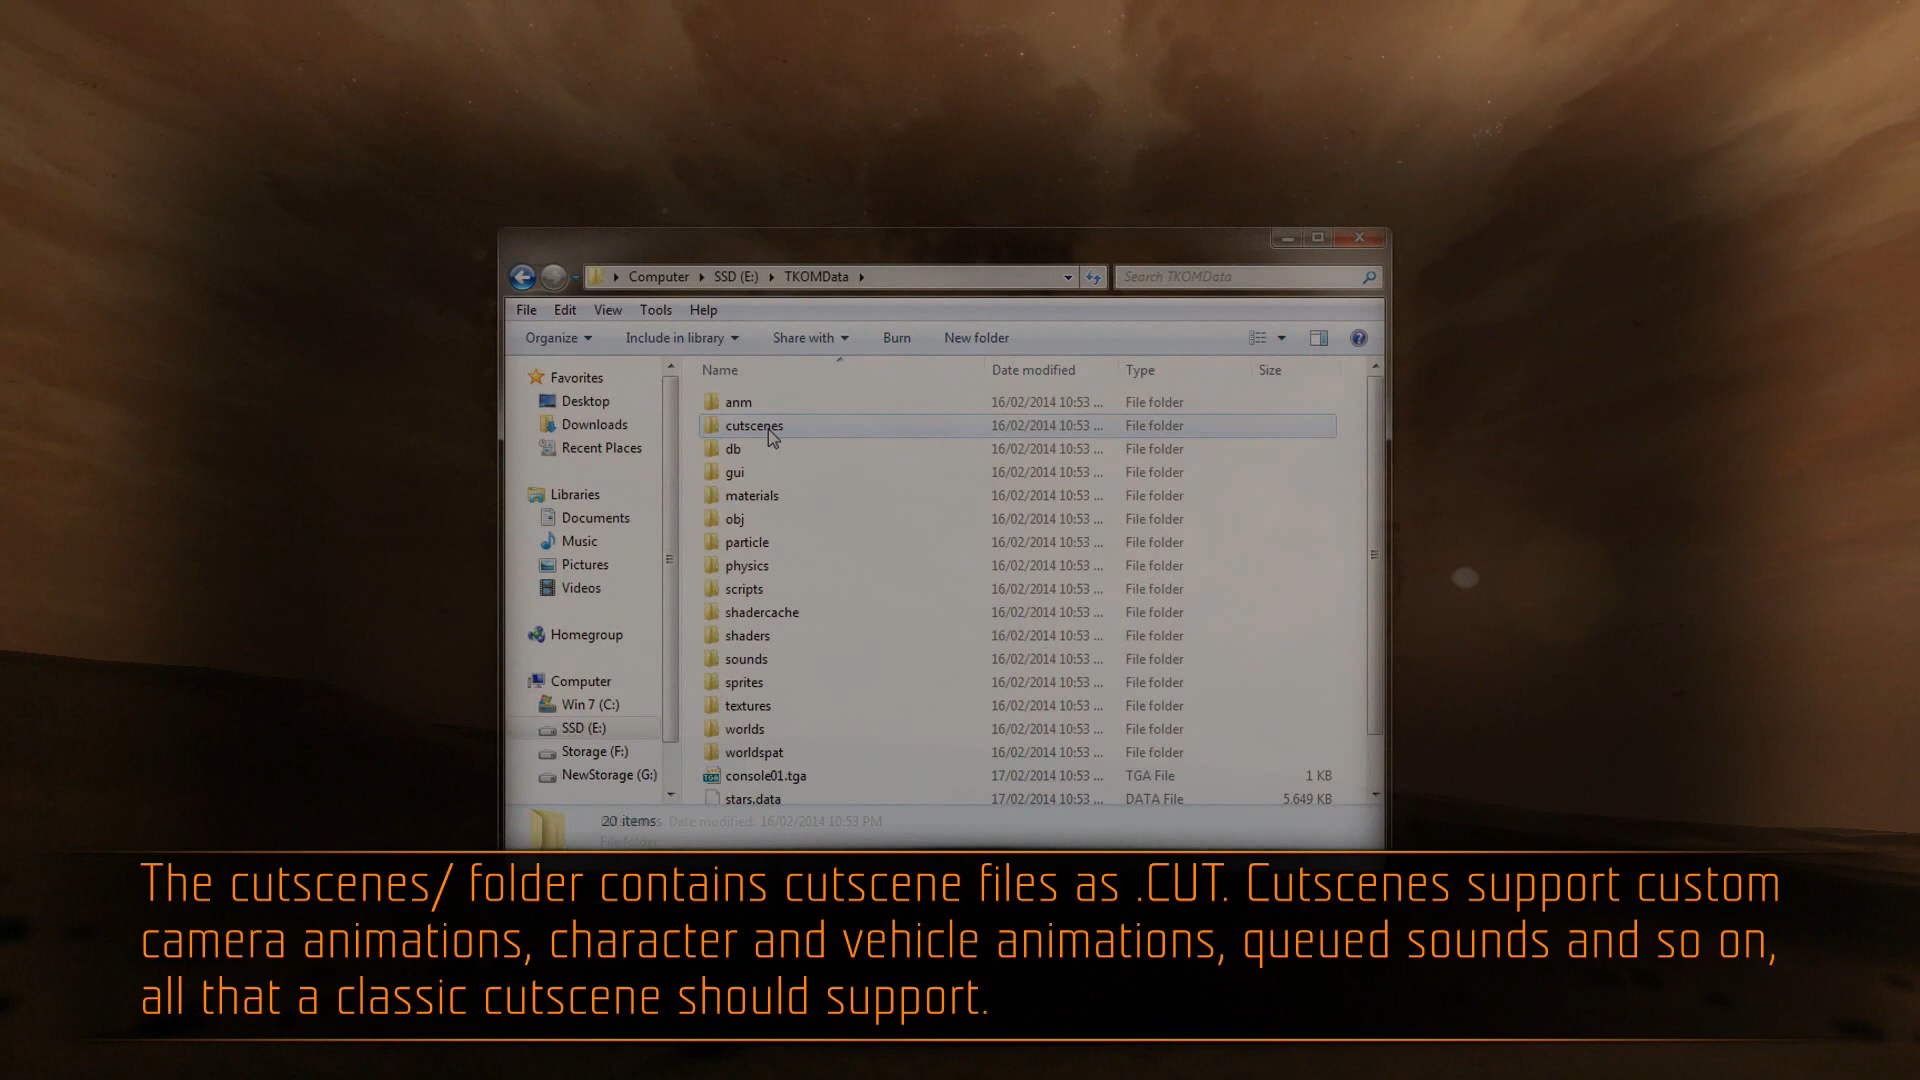 Computer SSD (E:) TKOMData
Search TKOMData
File Edit View Tools Help
Organize Include in library Share with Burn New folder
Name Date modified Type Size
Favorites
Desktop
Downloads
Recent Places
Libraries
Documents
Music
Pictures
Videos
Homegroup
Computer
Win 7 (C:)
SSD (E:)
Storage (F:)
NewStorage (G:)
anm 16/02/2014 10:53 ... File folder
cutscenes 16/02/2014 10:53 ... File folder
db 16/02/2014 10:53 ... File folder
gui 16/02/2014 10:53 ... File folder
materials 16/02/2014 10:53 ... File folder
obj 16/02/2014 10:53 ... File folder
particle 16/02/2014 10:53 ... File folder
physics 16/02/2014 10:53 ... File folder
scripts 16/02/2014 10:53 ... File folder
shadercache 16/02/2014 10:53 ... File folder
shaders 16/02/2014 10:53 ... File folder
sounds 16/02/2014 10:53 ... File folder
sprites 16/02/2014 10:53 ... File folder
textures 16/02/2014 10:53 ... File folder
worlds 16/02/2014 10:53 ... File folder
worldspat 16/02/2014 10:53 ... File folder
console01.tga 17/02/2014 10:53 ... TGA File 1 KB
stars.data 17/02/2014 10:53 ... DATA File 5.649 KB
20 items Date modified: 16/02/2014 10:53 PM
File folder
The cutscenes/ folder contains cutscene files as .CUT. Cutscenes support custom
camera animations, character and vehicle animations, queued sounds and so on,
all that a classic cutscene should support.